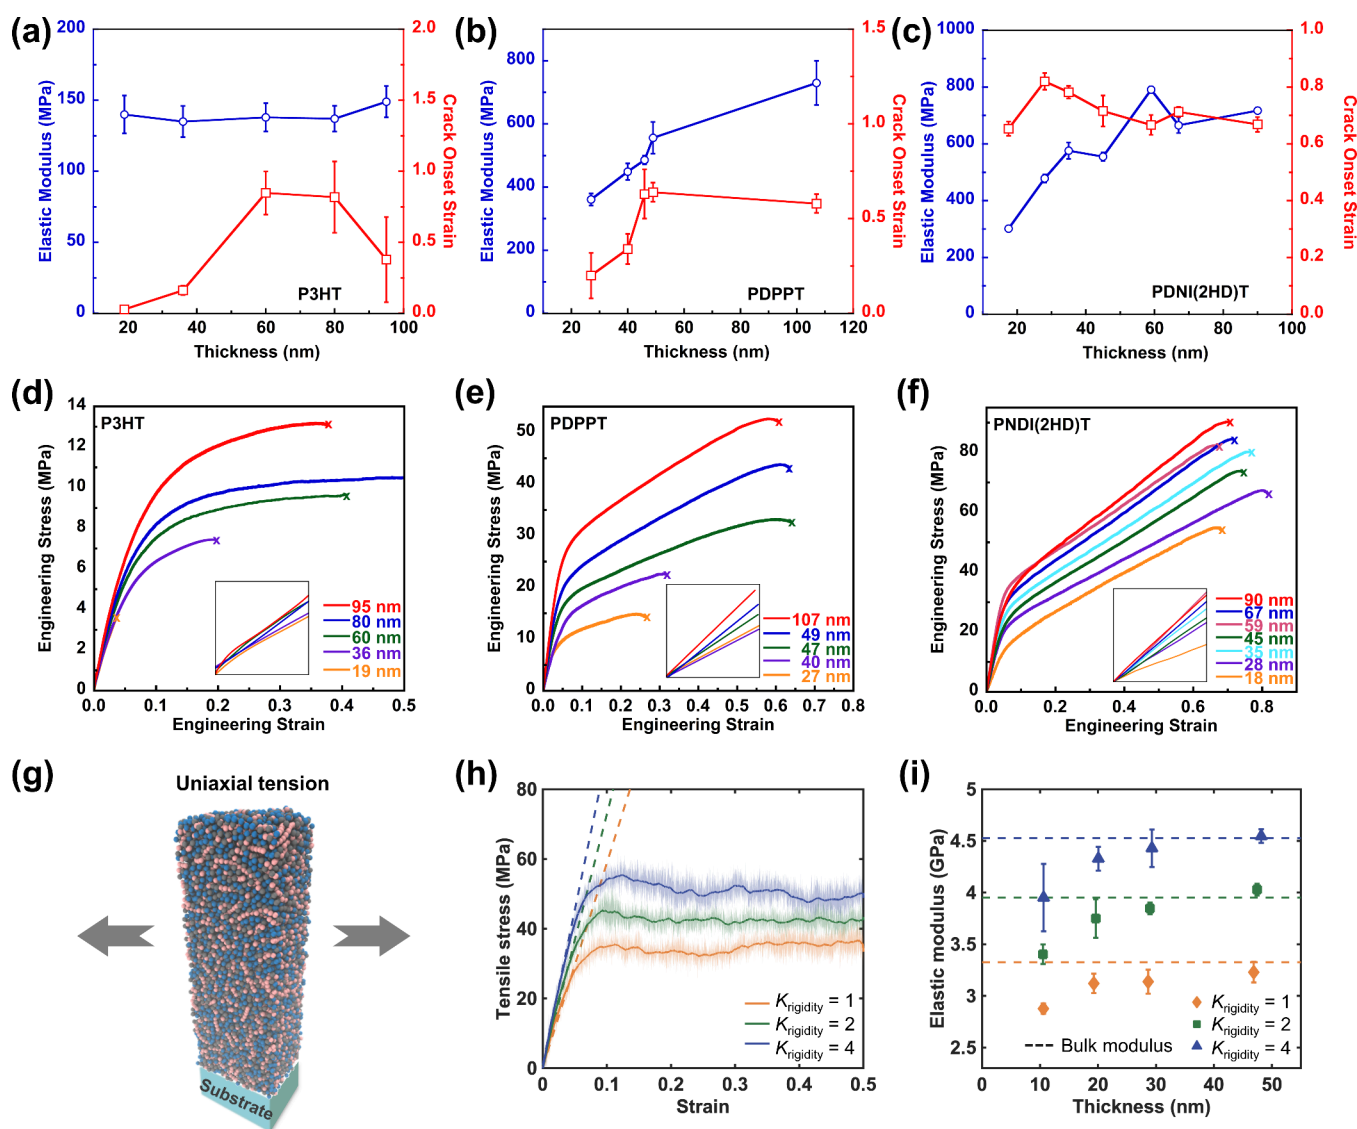 (a)
200
150
100
50
0
Elastic Modulus (MPa)
2.0
1.5
1.0
0.5
0.0
Crack Onset Strain
P3HT
20 40 60 80 100
Thickness (nm)
(b)
800
600
400
200
0
Elastic Modulus (MPa)
1.5
1.0
0.5
0.0
Crack Onset Strain
PDPPT
20 40 60 80 100 120
Thickness (nm)
(c)
1000
800
600
400
200
0
Elastic Modulus (MPa)
1.0
0.8
0.6
0.4
0.2
0.0
Crack Onset Strain
PDNI(2HD)T
20 40 60 80 100
Thickness (nm)
(d)
P3HT
14
12
10
8
6
4
2
0
Engineering Stress (MPa)
95 nm
80 nm
60 nm
36 nm
19 nm
0.0 0.1 0.2 0.3 0.4 0.5
Engineering Strain
(e)
PDPPT
50
40
30
20
10
0
Engineering Stress (MPa)
107 nm
49 nm
47 nm
40 nm
27 nm
0.0 0.1 0.2 0.3 0.4 0.5 0.6 0.7 0.8
Engineering Strain
(f)
PNDI(2HD)T
80
60
40
20
0
Engineering Stress (MPa)
90 nm
67 nm
59 nm
45 nm
35 nm
28 nm
18 nm
0.0 0.2 0.4 0.6 0.8
Engineering Strain
(g)
Uniaxial tension
Substrate
(h)
80
60
40
20
0
Tensile stress (MPa)
Krigidity = 1
Krigidity = 2
Krigidity = 4
0 0.1 0.2 0.3 0.4 0.5
Strain
(i)
5
4.5
4
3.5
3
2.5
Elastic modulus (GPa)
Krigidity = 1
Krigidity = 2
Bulk modulus
Krigidity = 4
0 10 20 30 40 50
Thickness (nm)